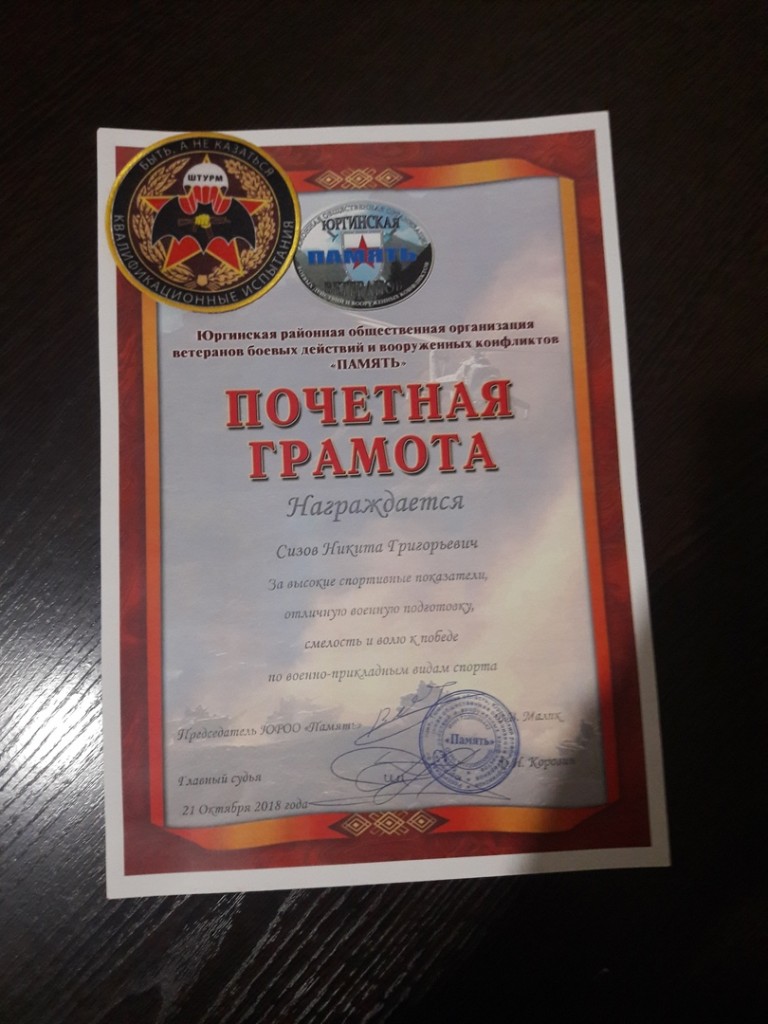 БЫТЬ, А НЕ КАЗАТЬСЯ
ШТУРМ
КВАЛИФИКАЦИОННЫЕ ИСПЫТАНИЯ
ЮРГИНСКАЯ
ПАМЯТЬ
ВЕТЕРАНОВ
Юргинская районная общественная организация
ветеранов боевых действий и вооруженных конфликтов
«ПАМЯТЬ»
ПОЧЕТНАЯ
ГРАМОТА
Награждается
Сизов Никита Григорьевич
За высокие спортивные показатели,
отличную военную подготовку,
смелость и волю к победе
по военно-прикладным видам спорта
Председатель ЮРОО «Память» Малик
«Память»
Главный судья
21 Октября 2018 года